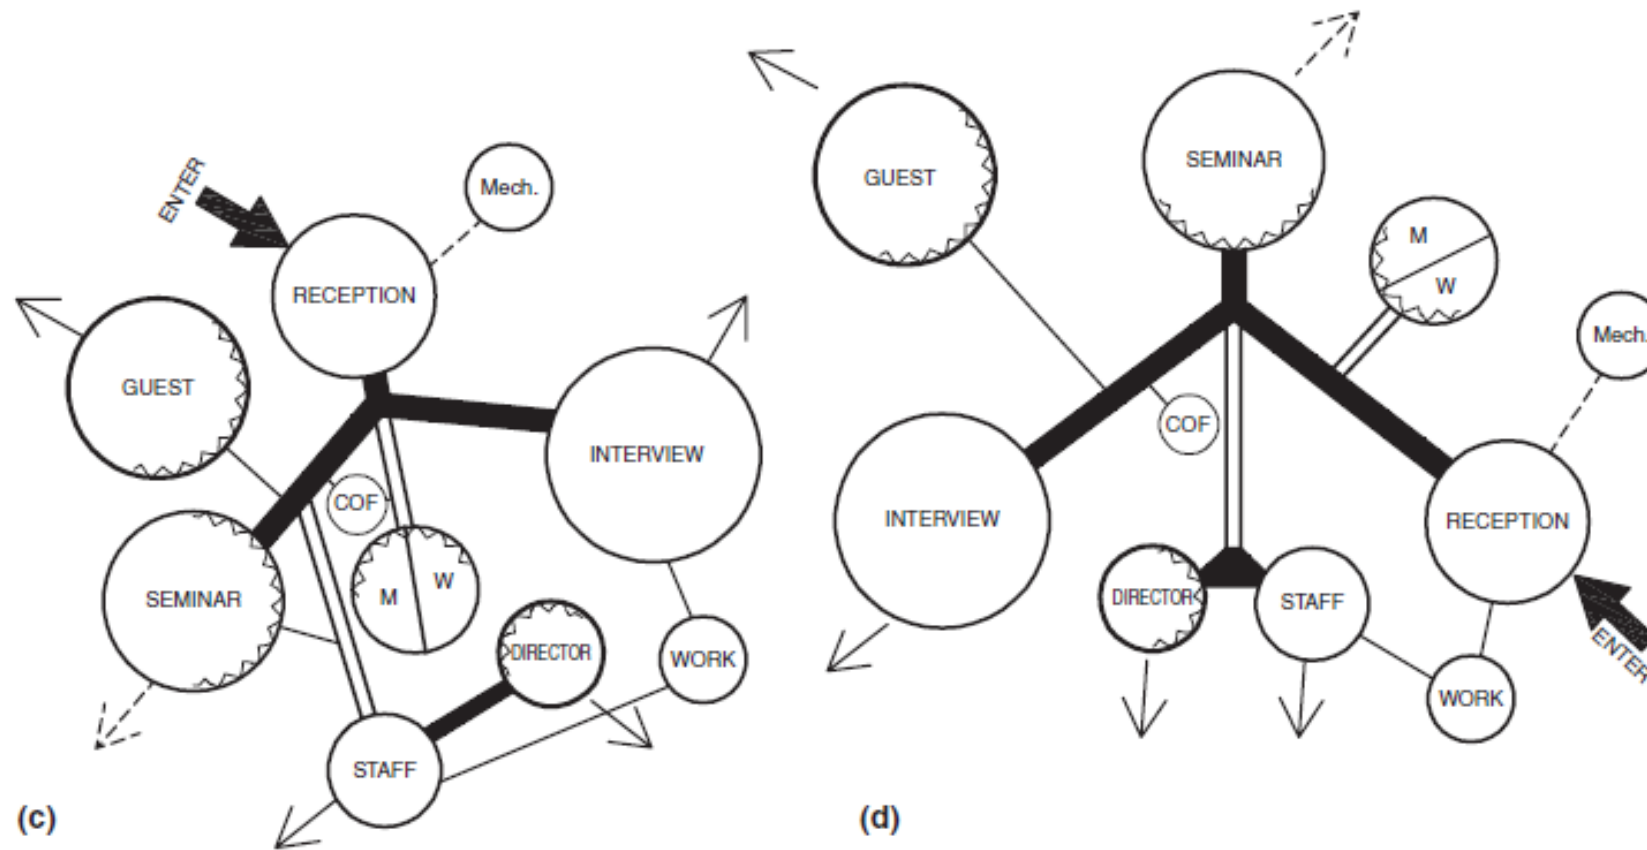 ENTER
Mech.
RECEPTION
GUEST
INTERVIEW
COF
SEMINAR
M
W
DIRECTOR
WORK
STAFF
(c)
GUEST
SEMINAR
M
W
Mech.
COF
INTERVIEW
RECEPTION
DIRECTOR
STAFF
ENTER
WORK
(d)